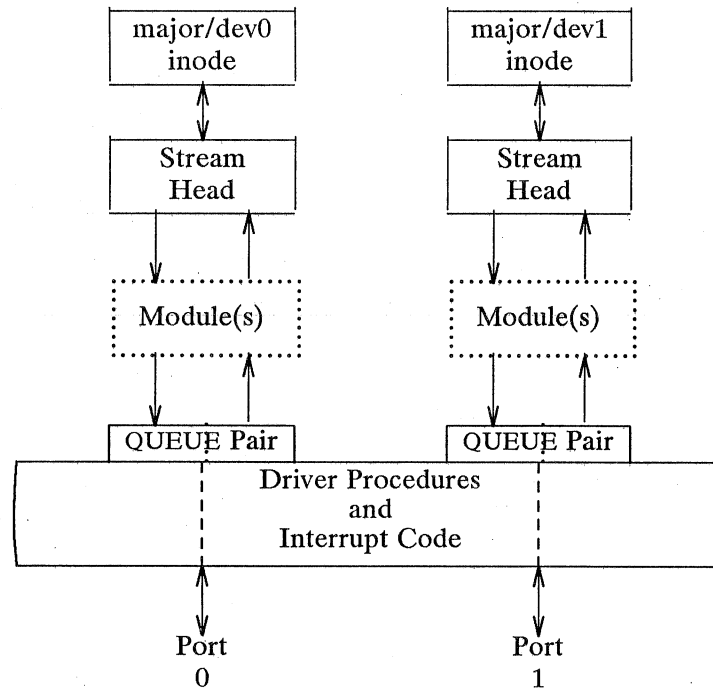 major/dev0
inode
major/dev1
inode
Stream
Head
Stream
Head
Module(s)
Module(s)
QUEUE Pair
QUEUE Pair
Driver Procedures
and
Interrupt Code
Port
0
Port
1